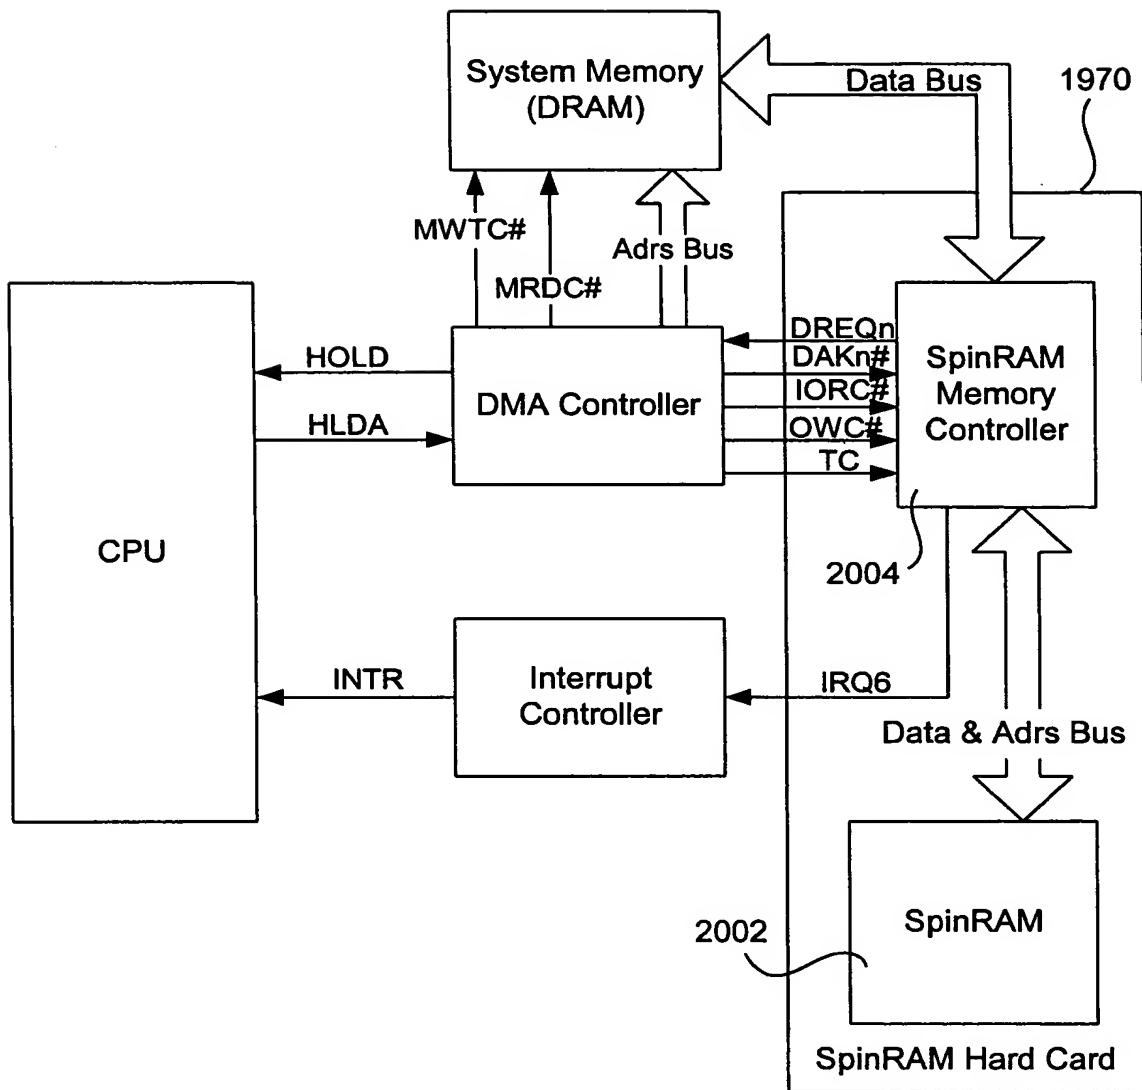 System Memory
(DRAM)
Data Bus
1970
MWTC#
Adrs Bus
MRDC#
DREQn
HOLD
DAKn#
SpinRAM
Memory
Controller
DMA Controller
IORC#
HLDA
OWC#
TC
CPU
2004
INTR
Interrupt
Controller
IRQ6
Data & Adrs Bus
SpinRAM
2002
SpinRAM Hard Card